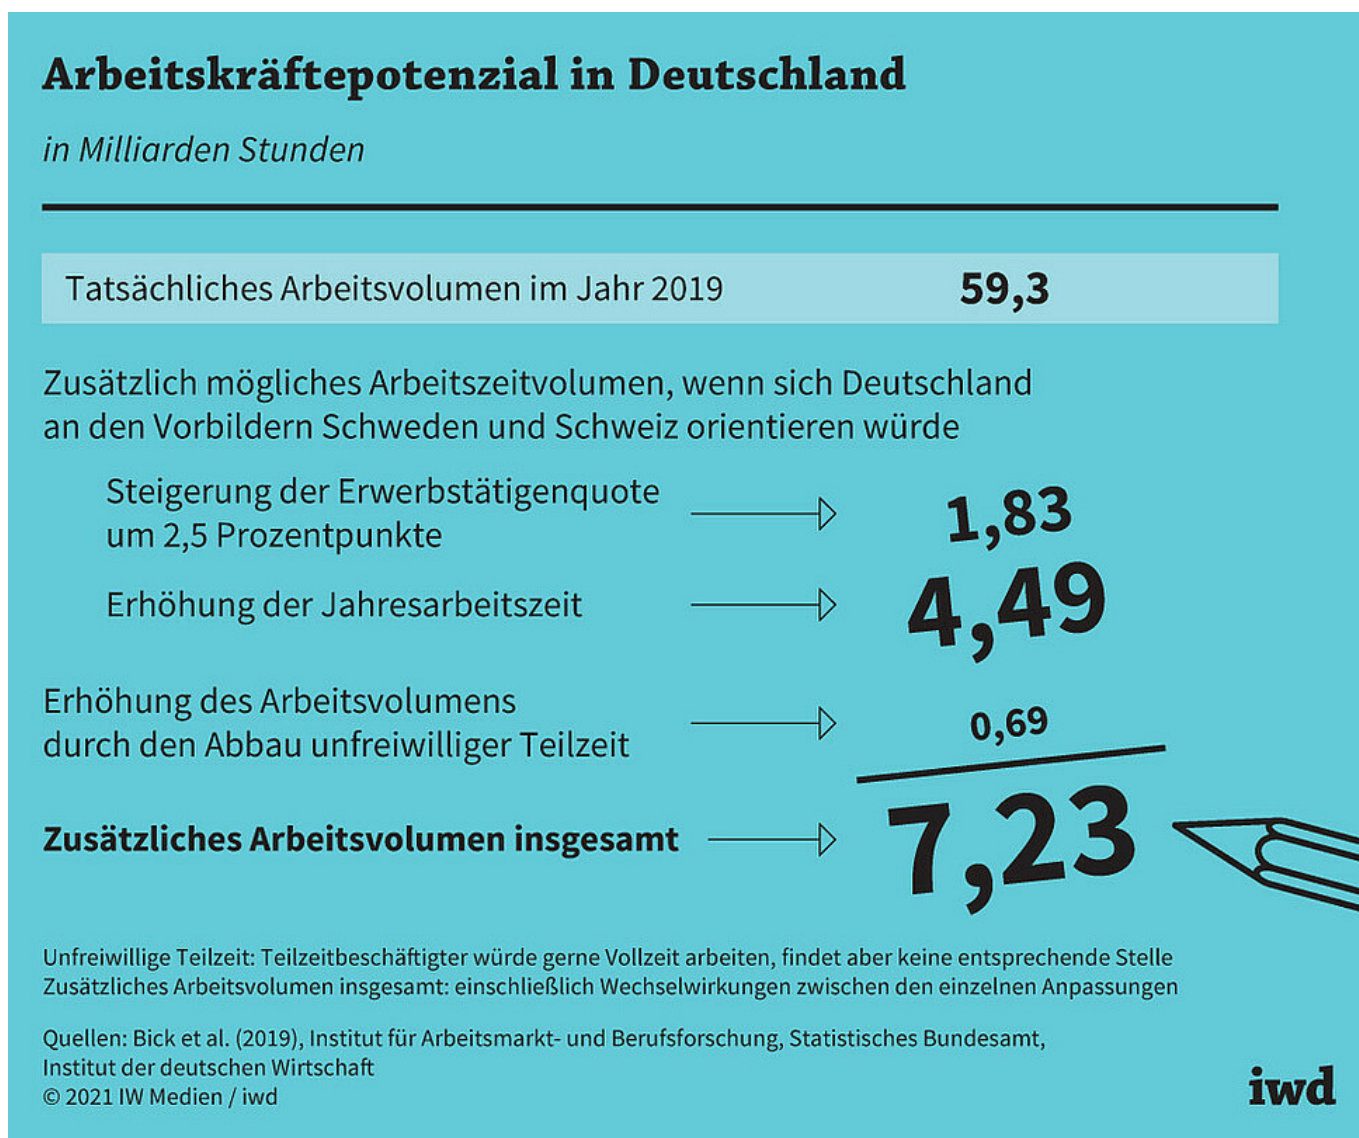 Arbeitskräftepotenzial in Deutschland
in Milliarden Stunden
Tatsächliches Arbeitsvolumen im Jahr 2019 59,3
Zusätzlich mögliches Arbeitszeitvolumen, wenn sich Deutschland
an den Vorbildern Schweden und Schweiz orientieren würde
Steigerung der Erwerbstätigenquote
um 2,5 Prozentpunkte
1,83
Erhöhung der Jahresarbeitszeit 4,49
Erhöhung des Arbeitsvolumens
durch den Abbau unfreiwilliger Teilzeit
0,69
Zusätzliches Arbeitsvolumen insgesamt 7,23
Unfreiwillige Teilzeit: Teilzeitbeschäftigter würde gerne Vollzeit arbeiten, findet aber keine entsprechende Stelle
Zusätzliches Arbeitsvolumen insgesamt: einschließlich Wechselwirkungen zwischen den einzelnen Anpassungen
Quellen: Bick et al. (2019), Institut für Arbeitsmarkt- und Berufsforschung, Statistisches Bundesamt,
Institut der deutschen Wirtschaft
© 2021 IW Medien / iwd
iwd